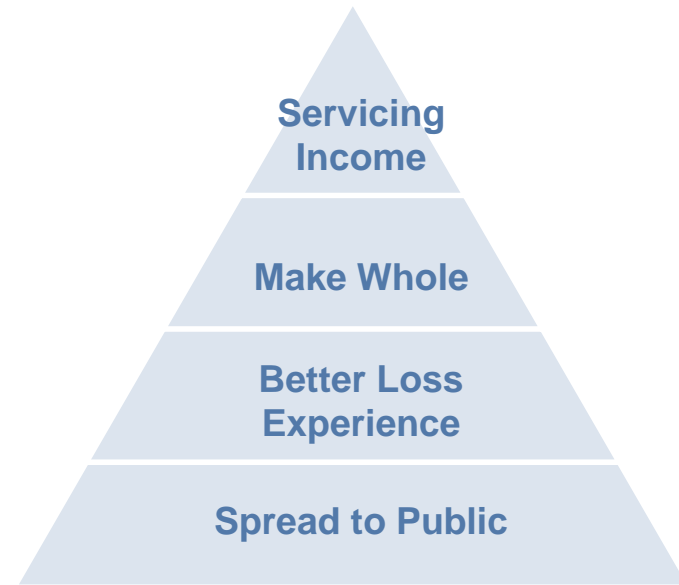 Servicing
Income
Make Whole
Better Loss
Experience
Spread to Public